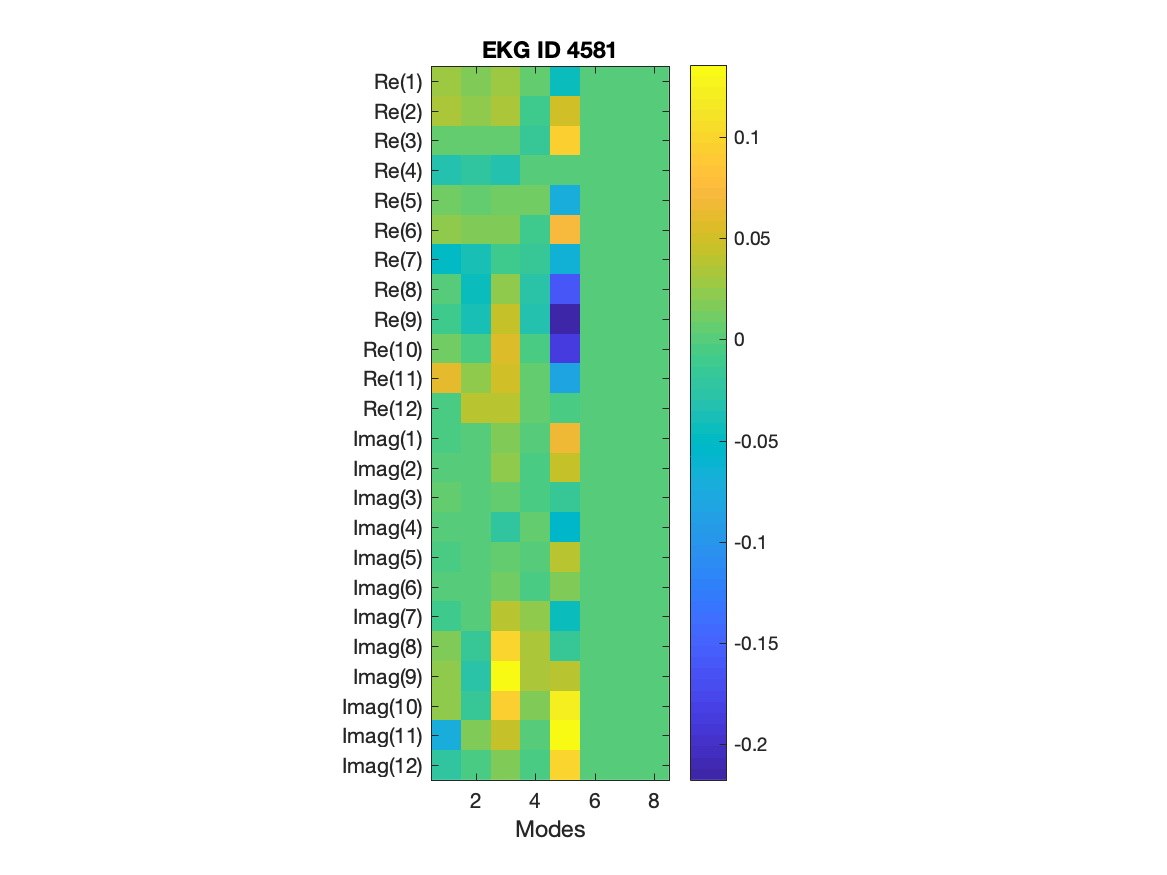 EKG ID 4581
Re(1)
Re(2)
Re(3)
Re(4)
Re(5)
Re(6)
Re(7)
Re(8)
Re(9)
Re(10)
Re(11)
Re(12)
Imag(1)
Imag(2)
Imag(3)
Imag(4)
Imag(5)
Imag(6)
Imag(7)
Imag(8)
Imag(9)
Imag(10)
Imag(11)
Imag(12)
2 4 6 8
Modes
0.1
0.05
0
-0.05
-0.1
-0.15
-0.2